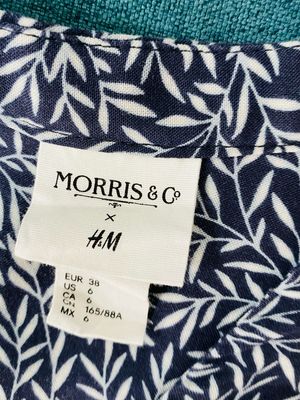 MORRIS & Co
×
H&M
EUR 38
US 6
CA 6
CN 165/88A
MX 6